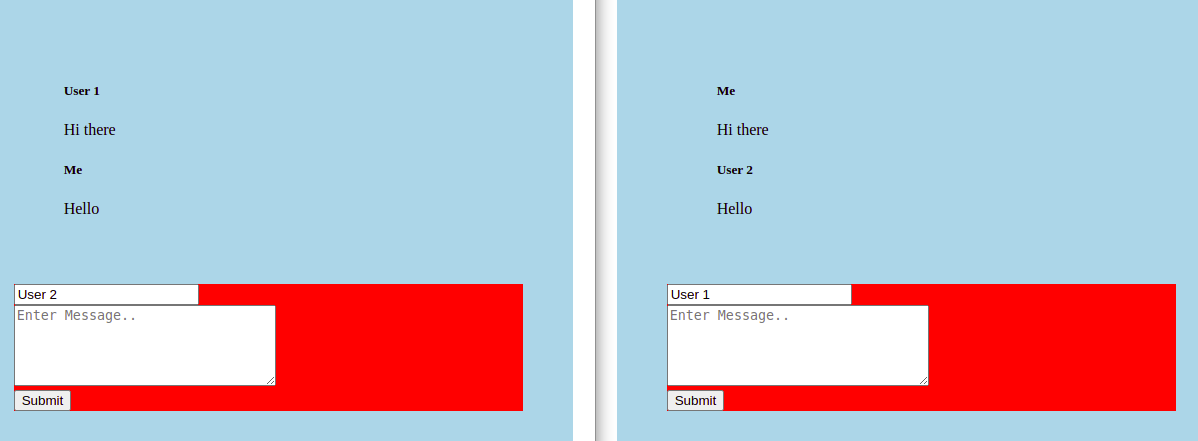 User 1
Hi there
Me
Hello
User 2
Enter Message..
Submit
Me
Hi there
User 2
Hello
User 1
Enter Message..
Submit